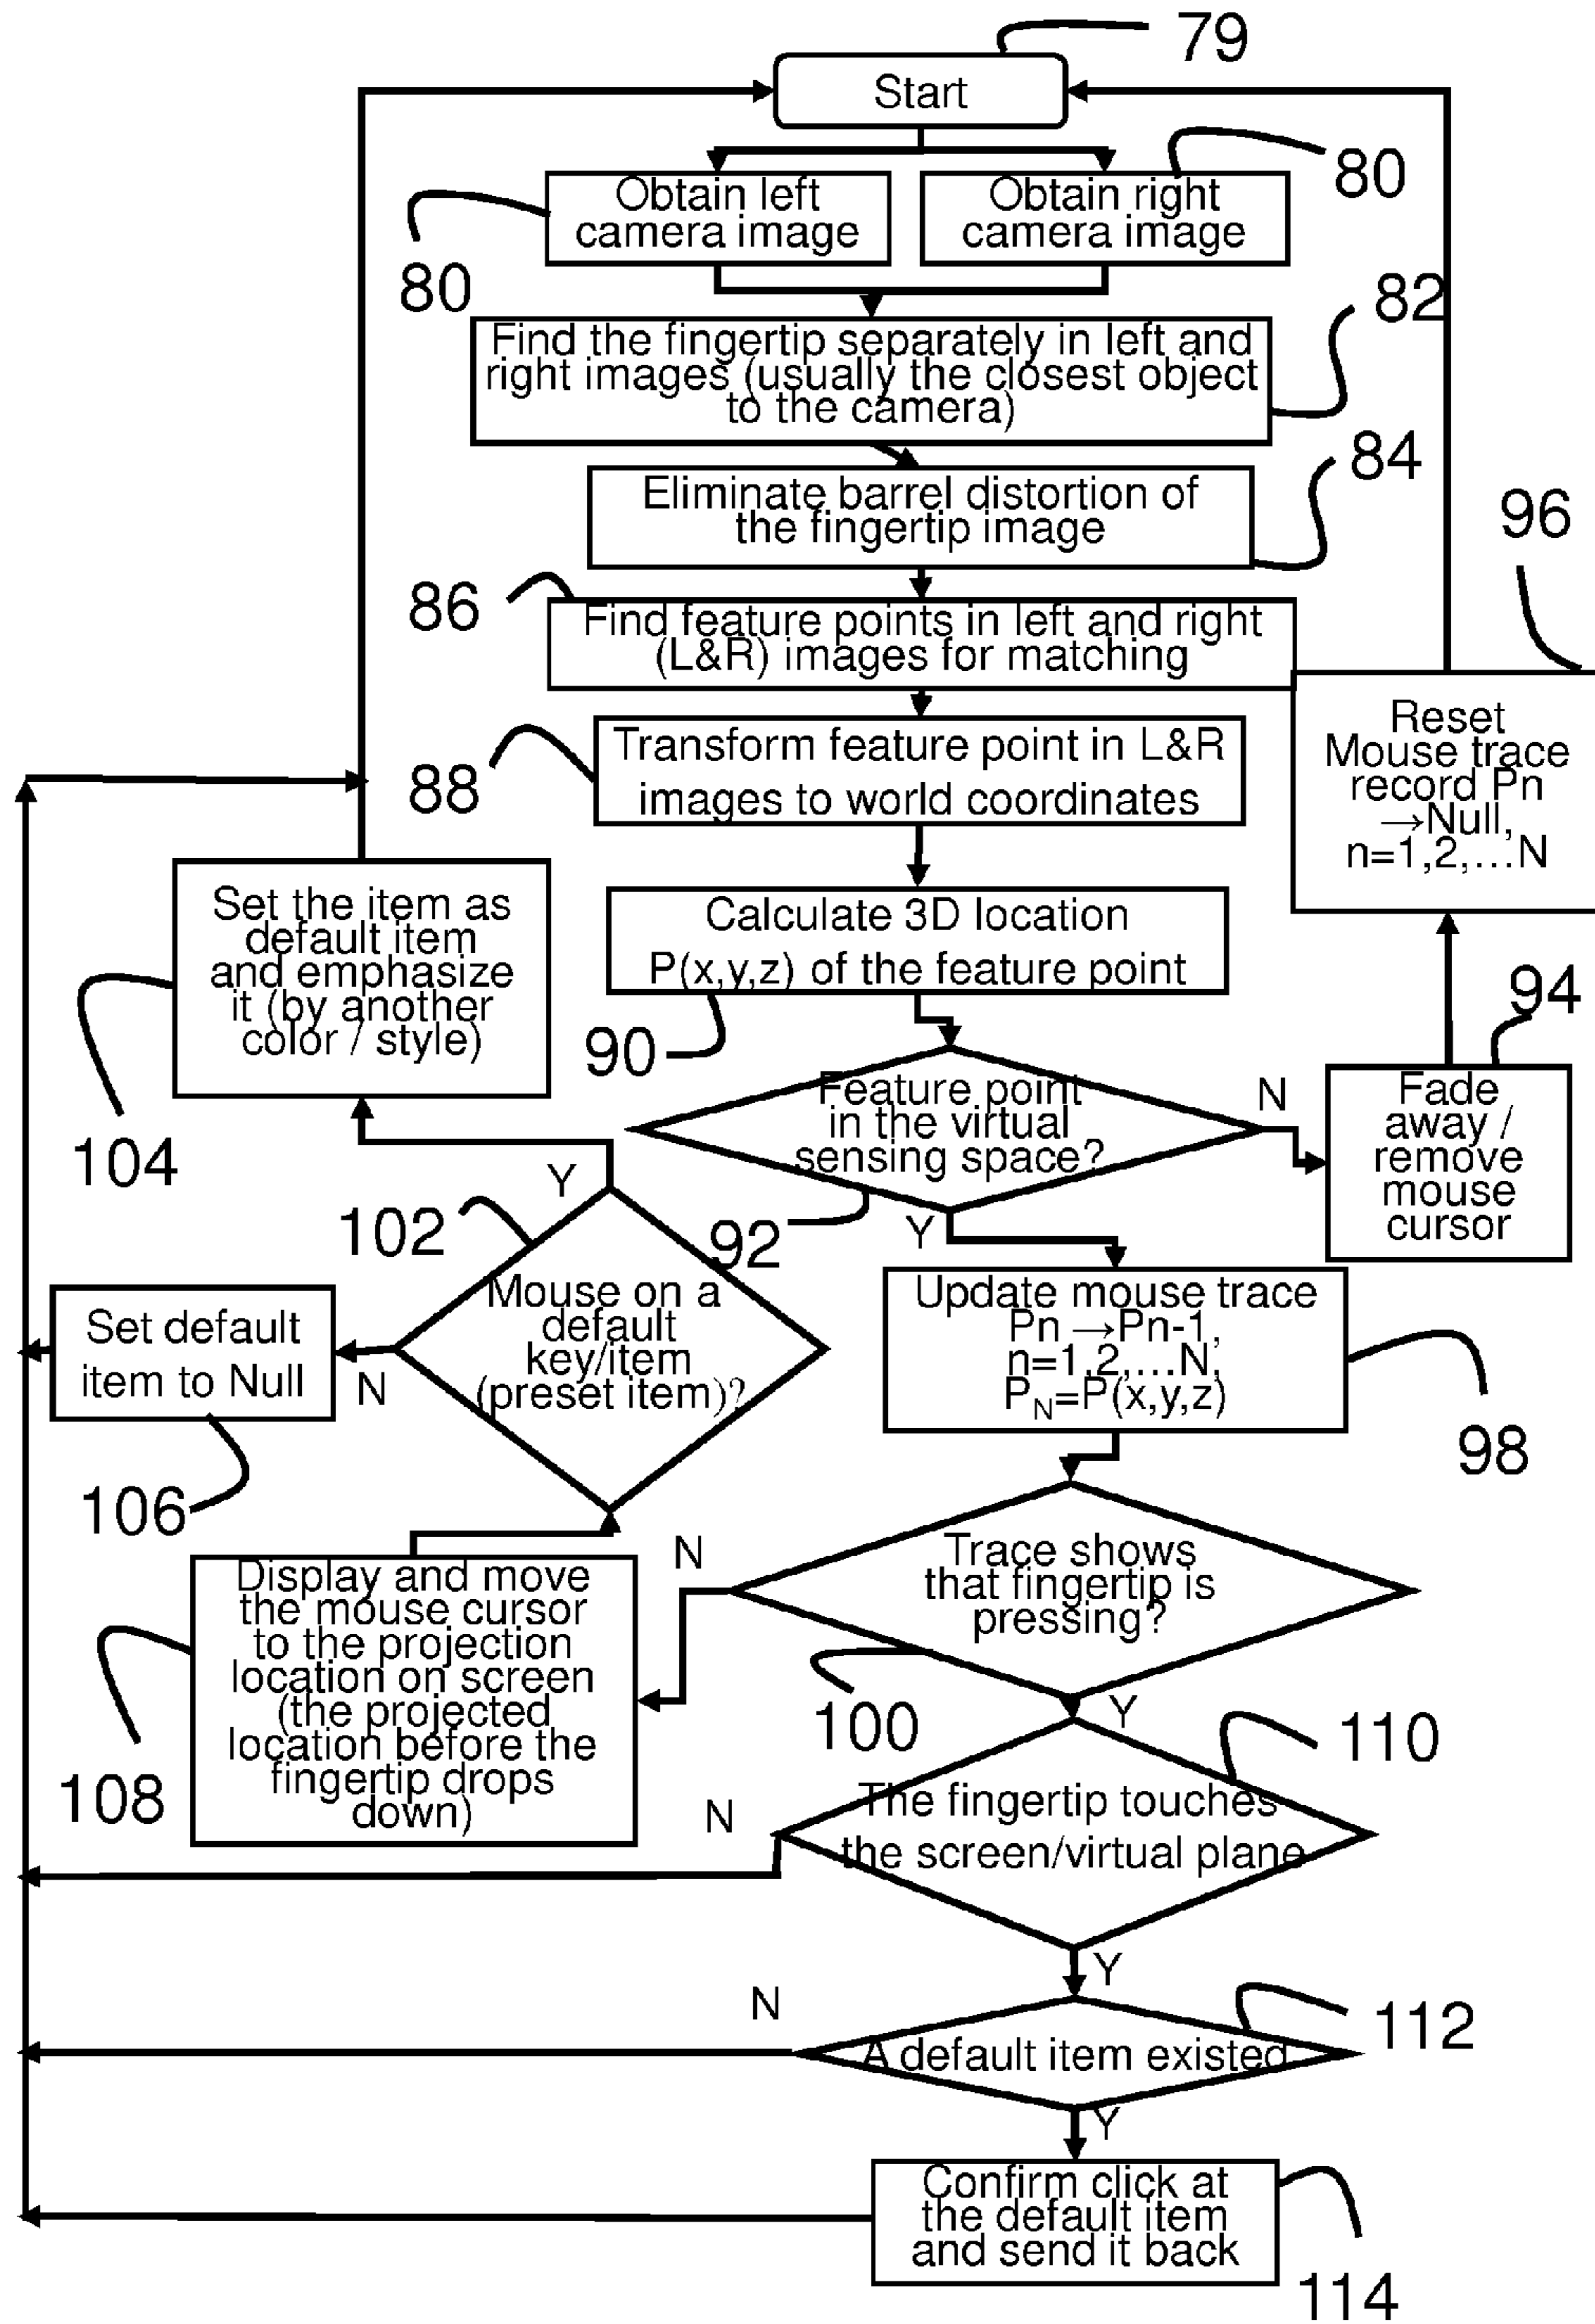 79
Start
80
Obtain left
camera image
Obtain right
camera image
80
82
Find the fingertip separately in left and
right images (usually the closest object
to the camera)
84
Eliminate barrel distortion of
the fingertip image
96
86
Find feature points in left and right
(L&R) images for matching
Reset
Mouse trace
record Pn
→Null,
n=1,2,...N
88
Transform feature point in L&R
images to world coordinates
Set the item as
default item
and emphasize
it (by another
color / style)
104
Calculate 3D location
P(x,y,z) of the feature point
90
94
Feature point
in the virtual
sensing space?
N
Fade
away /
remove
mouse
cursor
Y
102
92
Y
Mouse on a
default
key/item
(preset item)?
Set default
item to Null
N
106
Update mouse trace
Pn →Pn-1,
n=1,2,...N,
PN=P(x,y,z)
98
N
Trace shows
that fingertip is
pressing?
Display and move
the mouse cursor
to the projection
location on screen
(the projected
location before the
fingertip drops
down)
108
100
Y
110
N
The fingertip touches
the screen/virtual plane
Y
N
112
A default item existed
Y
Confirm click at
the default item
and send it back
114